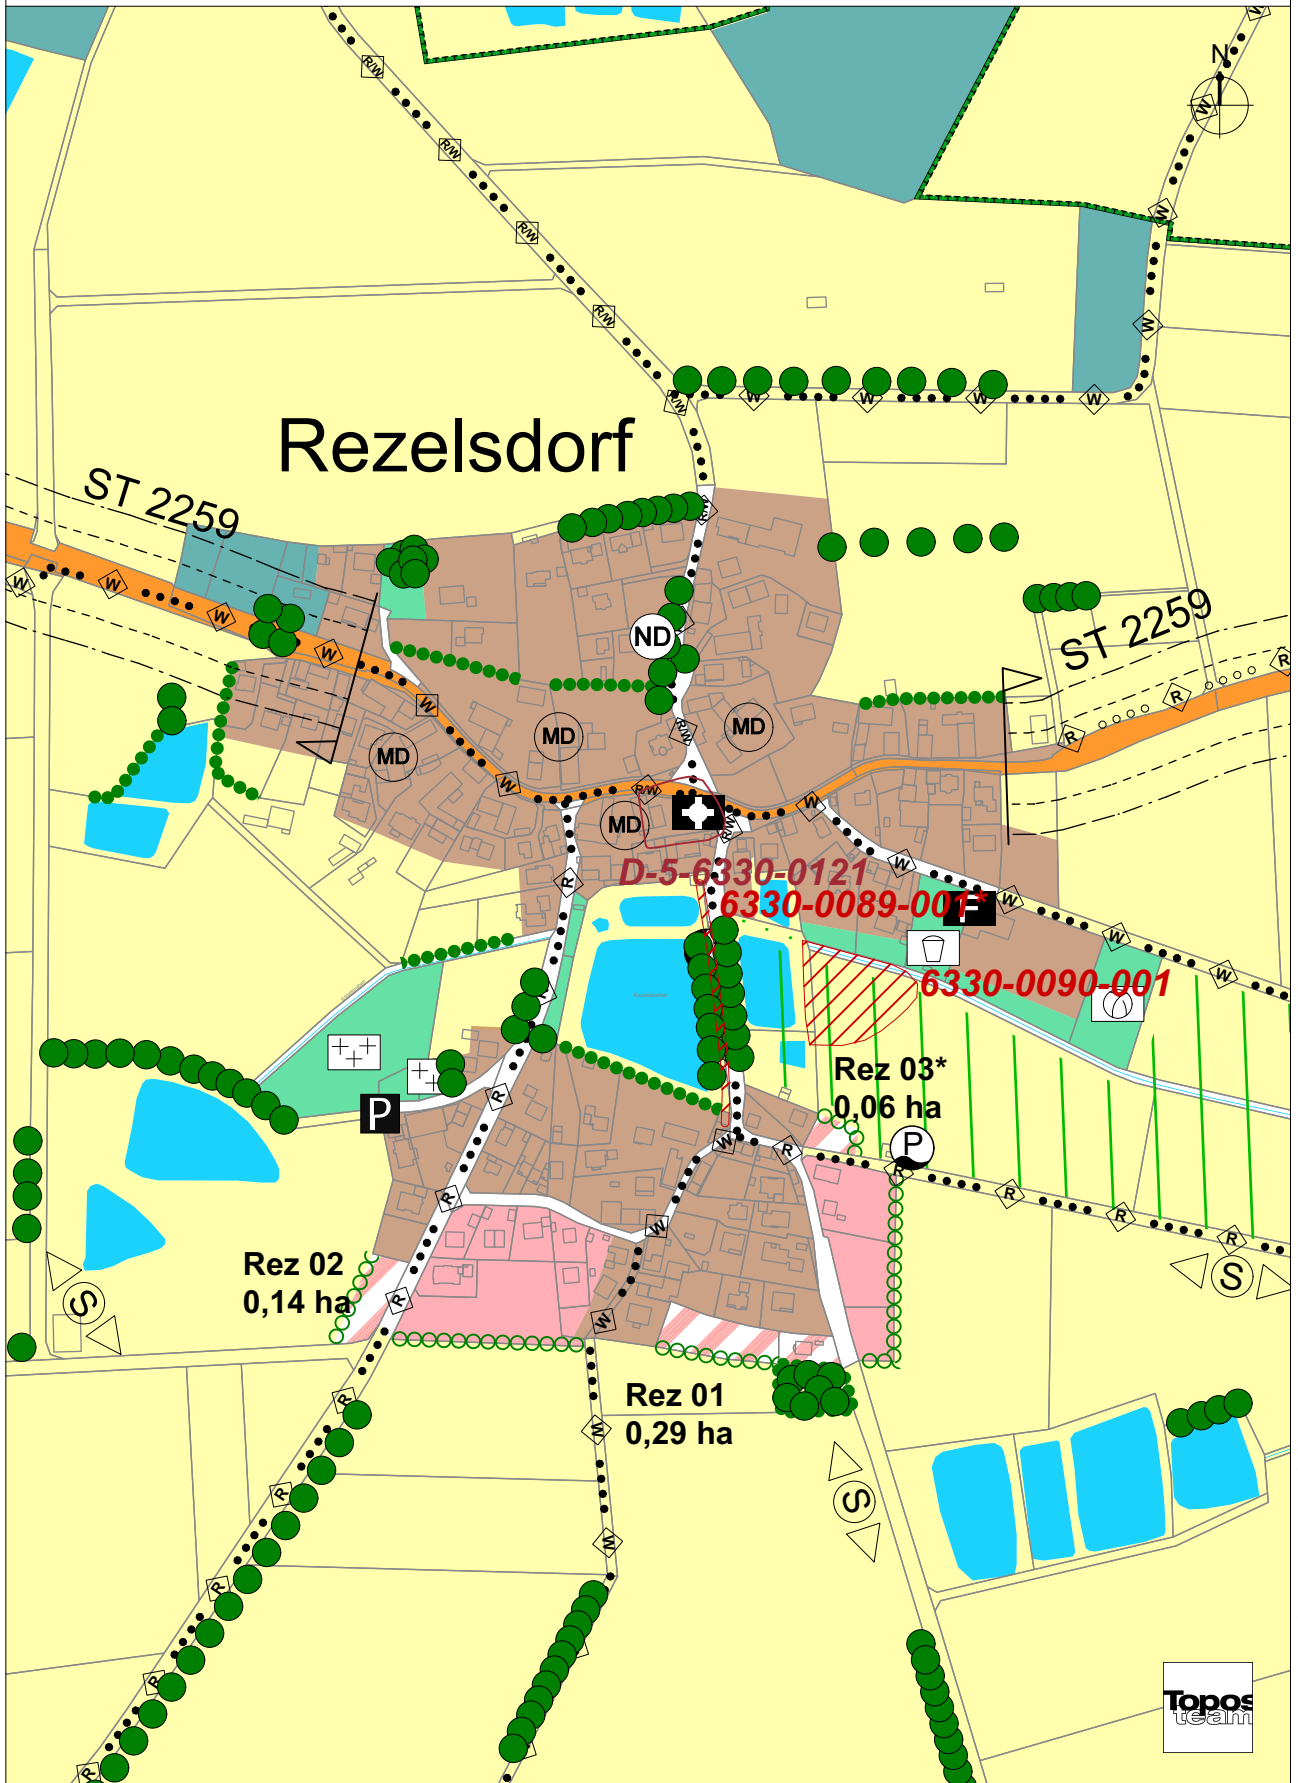 N
W
W
R/W
R/W
W
R/W
R/W
W
R/W
W
W
W
W
Rezelsdorf
ST 2259
R/W
W
W
W
W
ND
ST 2259
R
R
R
W
R/W
MD
MD
MD
W
R/W
W
MD
R/W
W
D-5-6330-0121
R
6330-0089-001*
F
W
W
W
6330-0090-001
Rez 03*
0,06 ha
R
P
W
R
P
R
R
R
R
R
W
Rez 02
0,14 ha
S
S
R
W
Rez 01
0,29 ha
R
W
S
R
W
R
R
R
Topos
team